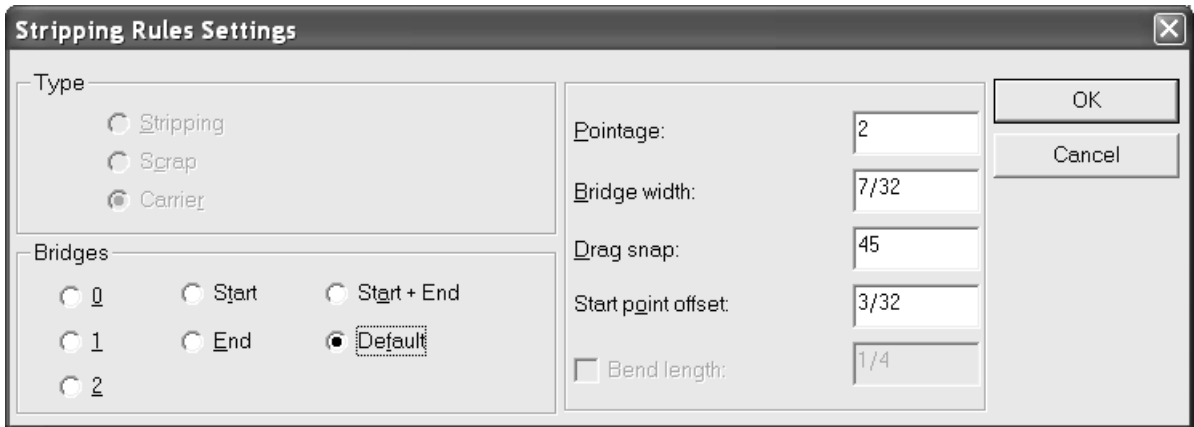 Stripping Rules Settings
Type
Stripping
Scrap
Carrier
Bridges
0 Start Start + End
1 End Default
2
Pointage: 2
Bridge width: 7/32
Drag snap: 45
Start point offset: 3/32
Bend length: 1/4
OK
Cancel